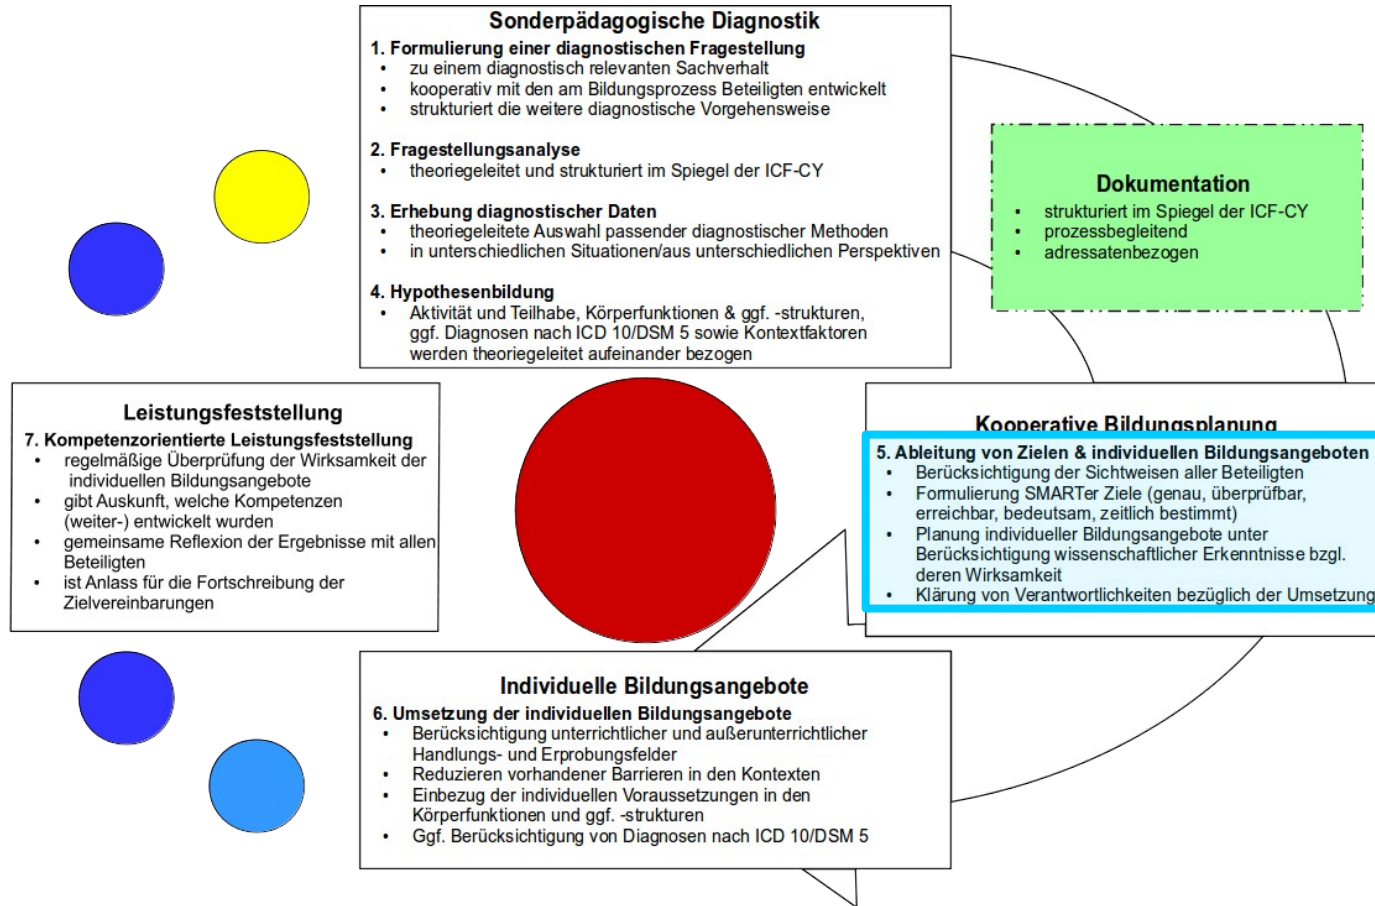 Sonderpädagogische Diagnostik
1. Formulierung einer diagnostischen Fragestellung
• zu einem diagnostisch relevanten Sachverhalt
• kooperativ mit den am Bildungsprozess Beteiligten entwickelt
• strukturiert die weitere diagnostische Vorgehensweise
2. Fragestellungsanalyse
• theoriegeleitet und strukturiert im Spiegel der ICF-CY
3. Erhebung diagnostischer Daten
• theoriegeleitete Auswahl passender diagnostischer Methoden
• in unterschiedlichen Situationen/aus unterschiedlichen Perspektiven
4. Hypothesenbildung
• Aktivität und Teilhabe, Körperfunktionen & ggf. -strukturen,
ggf. Diagnosen nach ICD 10/DSM 5 sowie Kontextfaktoren
werden theoriegeleitet aufeinander bezogen
Dokumentation
• strukturiert im Spiegel der ICF-CY
• prozessbegleitend
• adressatenbezogen
Leistungsfeststellung
7. Kompetenzorientierte Leistungsfeststellung
• regelmäßige Überprüfung der Wirksamkeit der
individuellen Bildungsangebote
• gibt Auskunft, welche Kompetenzen
(weiter-) entwickelt wurden
• gemeinsame Reflexion der Ergebnisse mit allen
Beteiligten
• ist Anlass für die Fortschreibung der
Zielvereinbarungen
Kooperative Bildungsplanung
5. Ableitung von Zielen & individuellen Bildungsangeboten
• Berücksichtigung der Sichtweisen aller Beteiligten
• Formulierung SMARTer Ziele (genau, überprüfbar,
erreichbar, bedeutsam, zeitlich bestimmt)
• Planung individueller Bildungsangebote unter
Berücksichtigung wissenschaftlicher Erkenntnisse bzgl.
deren Wirksamkeit
• Klärung von Verantwortlichkeiten bezüglich der Umsetzung
Individuelle Bildungsangebote
6. Umsetzung der individuellen Bildungsangebote
• Berücksichtigung unterrichtlicher und außerunterrichtlicher
Handlungs- und Erprobungsfelder
• Reduzieren vorhandener Barrieren in den Kontexten
• Einbezug der individuellen Voraussetzungen in den
Körperfunktionen und ggf. -strukturen
• Ggf. Berücksichtigung von Diagnosen nach ICD 10/DSM 5